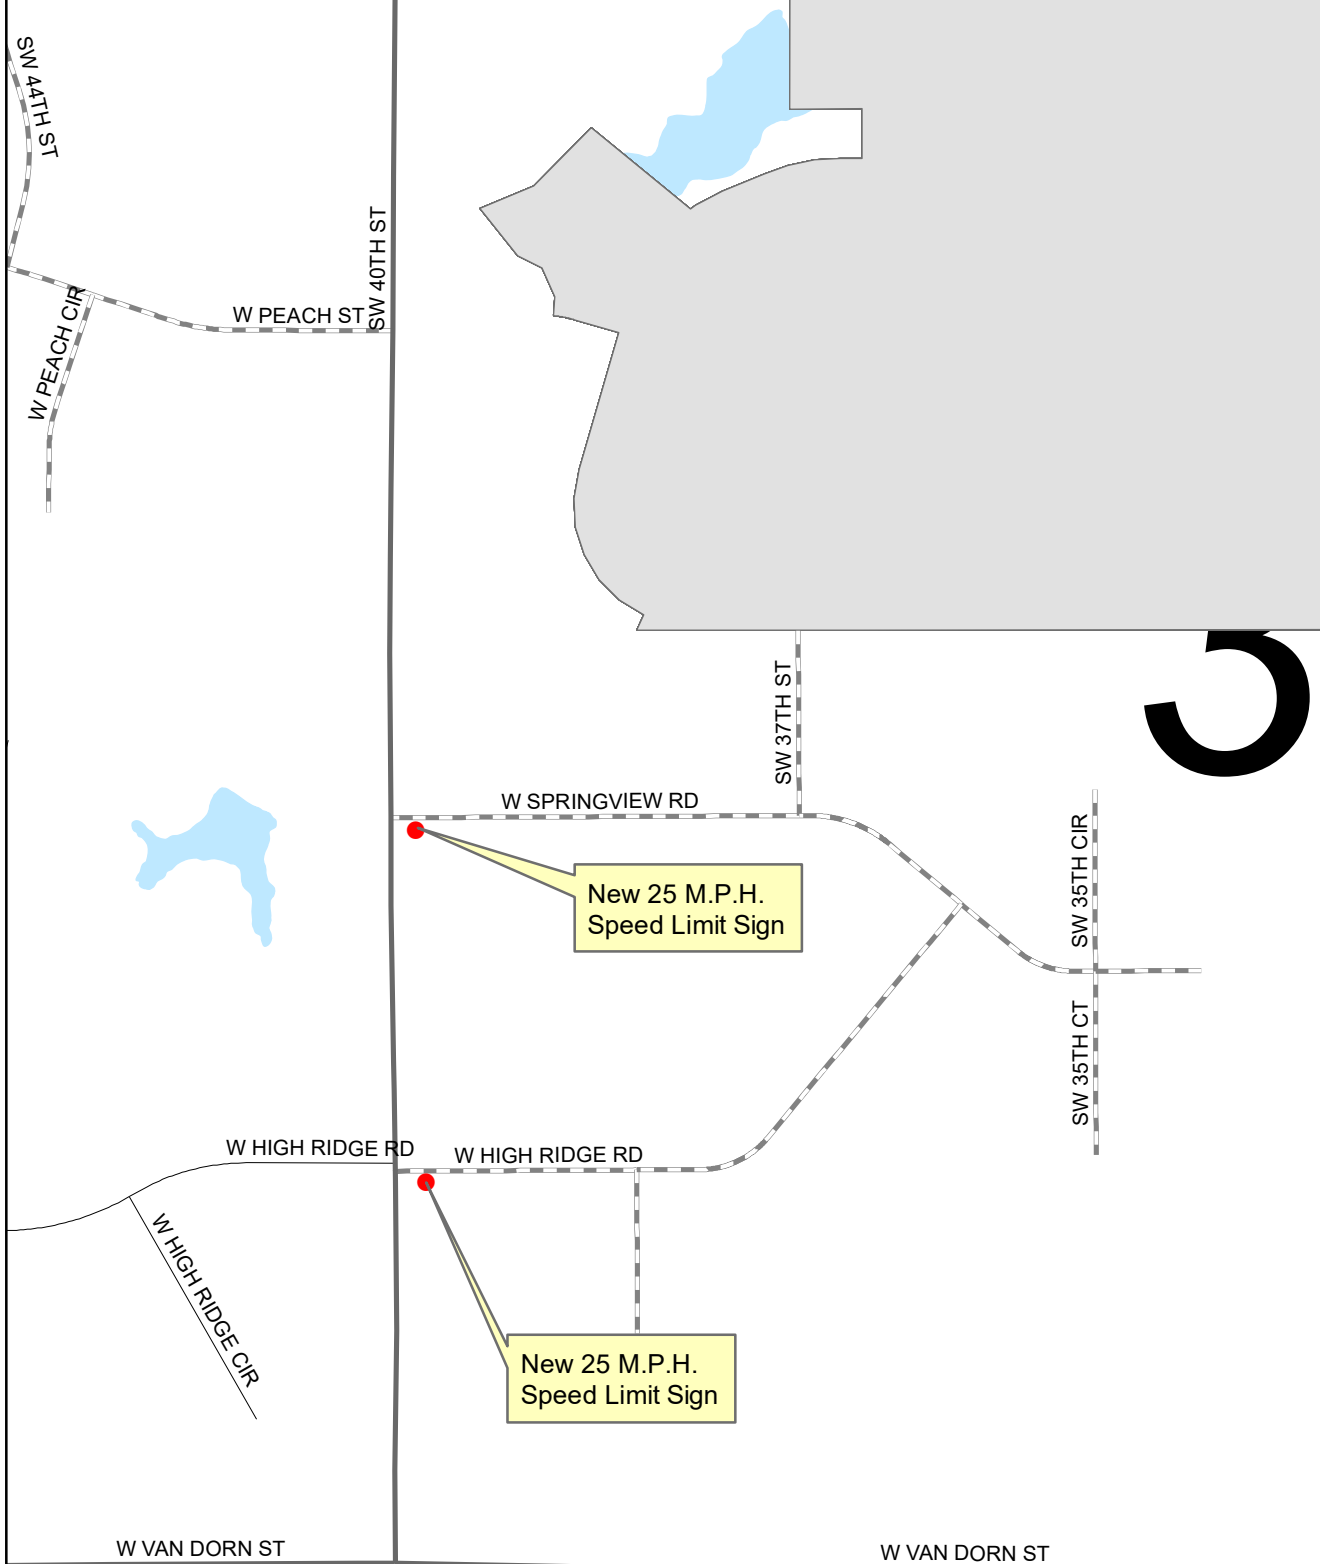 SW 44TH ST
SW 40TH ST
W PEACH ST
W PEACH CIR
3
SW 37TH ST
W SPRINGVIEW RD
New 25 M.P.H.
Speed Limit Sign
SW 35TH CIR
SW 35TH CT
W HIGH RIDGE RD
W HIGH RIDGE RD
W HIGH RIDGE CIR
New 25 M.P.H.
Speed Limit Sign
W VAN DORN ST
W VAN DORN ST